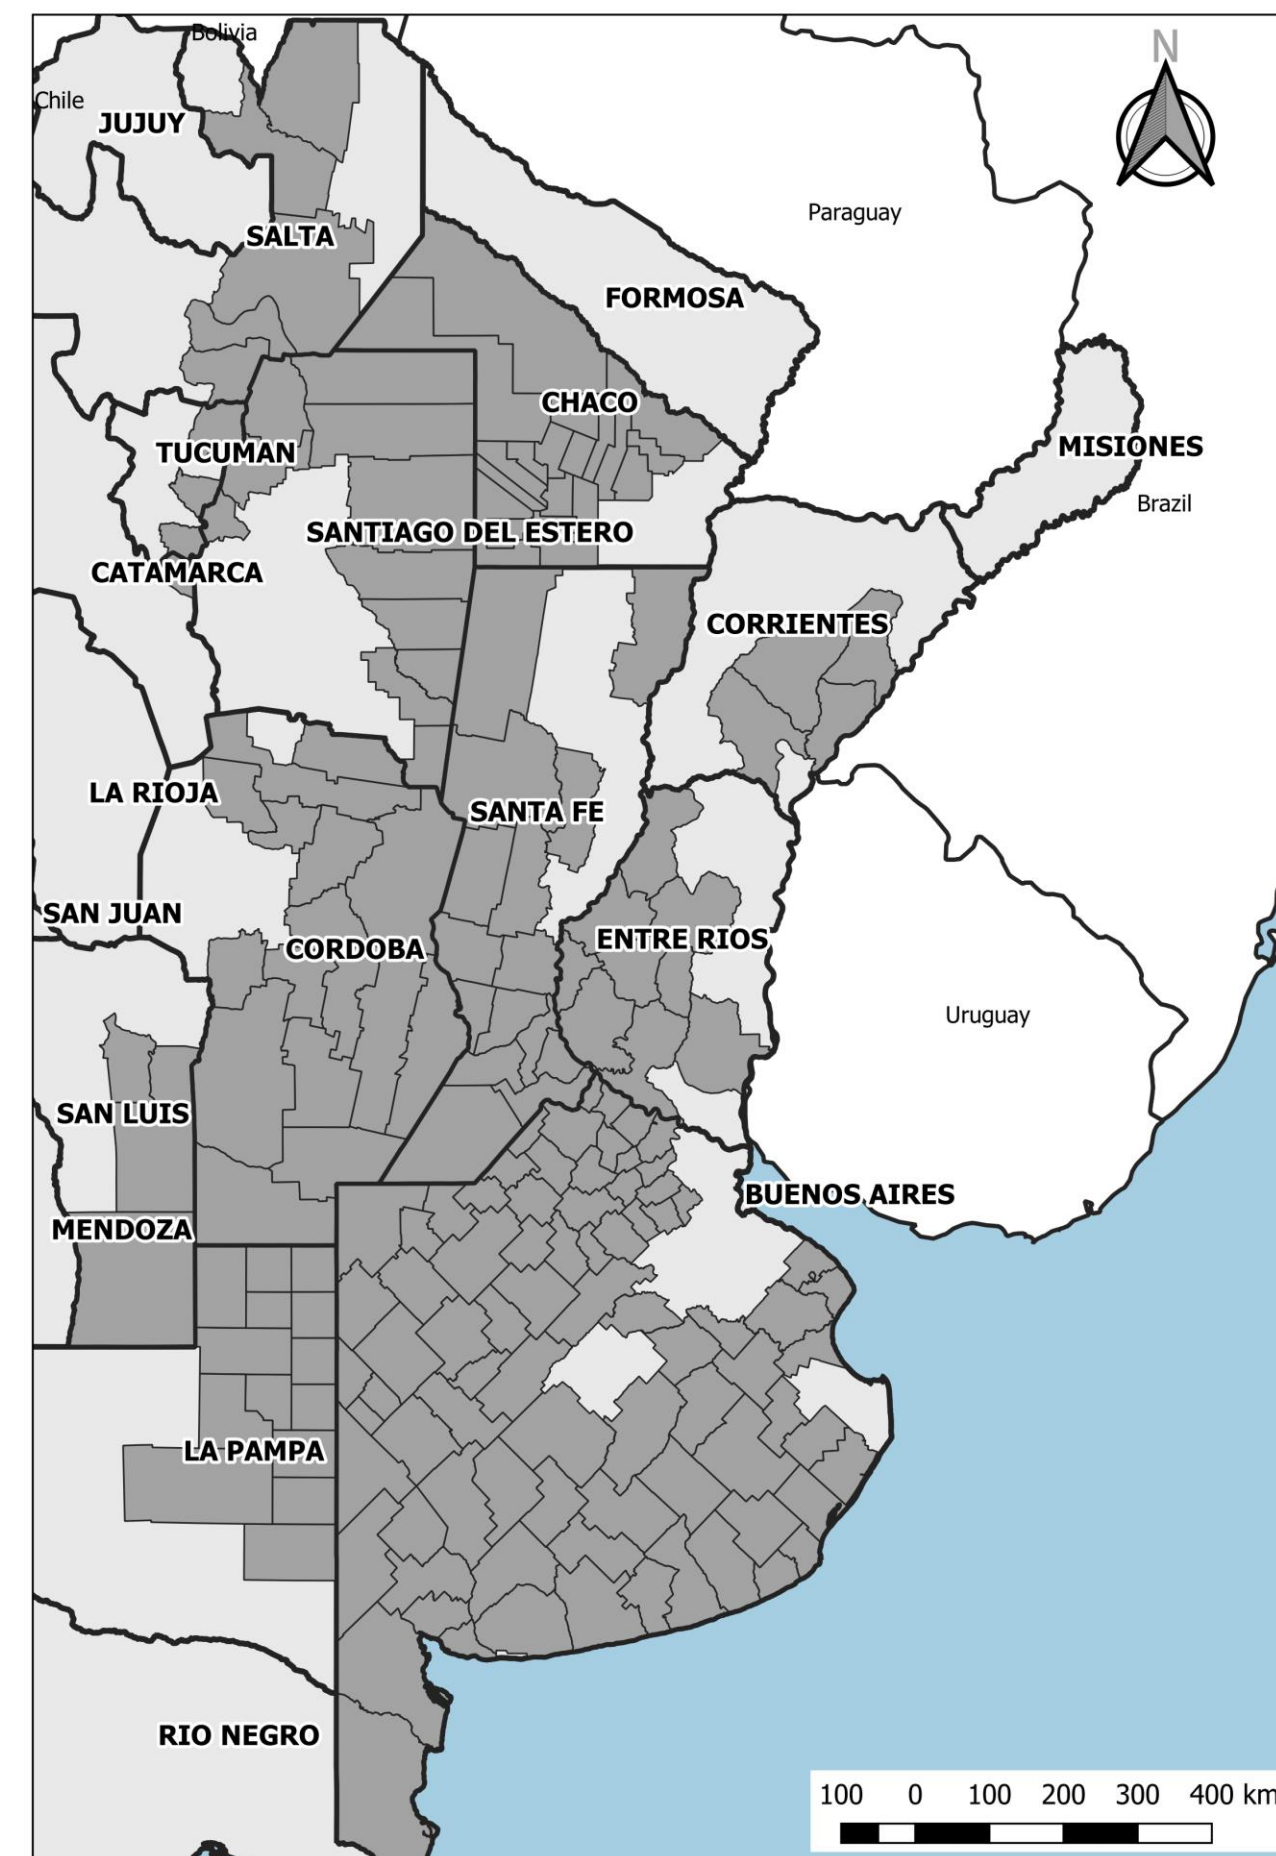 Bolivia
N
Chile
JUJUY
Paraguay
SALTA
FORMOSA
CHACO
TUCUMAN
MISIONES
Brazil
SANTIAGO DEL ESTERO
CATAMARCA
CORRIENTES
LA RIOJA
SANTA FE
SAN JUAN
CORDOBA
ENTRE RIOS
Uruguay
SAN LUIS
BUENOS AIRES
MENDOZA
LA PAMPA
RIO NEGRO
100 0 100 200 300 400 km